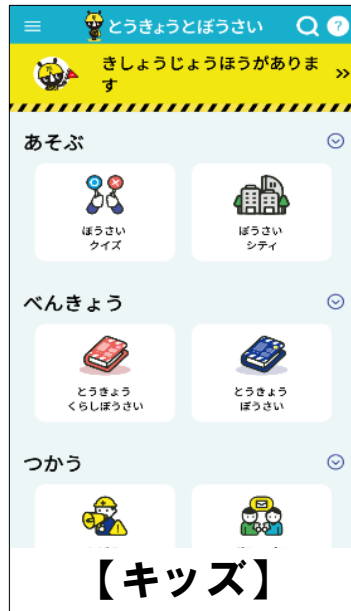 とうきょうとぼうさい
?
きしょうじょうほうがありま
す
あそぶ
ぼうさい
クイズ
ぼうさい
シティ
べんきょう
とうきょう
くらしぼうさい
とうきょう
ぼうさい
つかう
【キッズ】